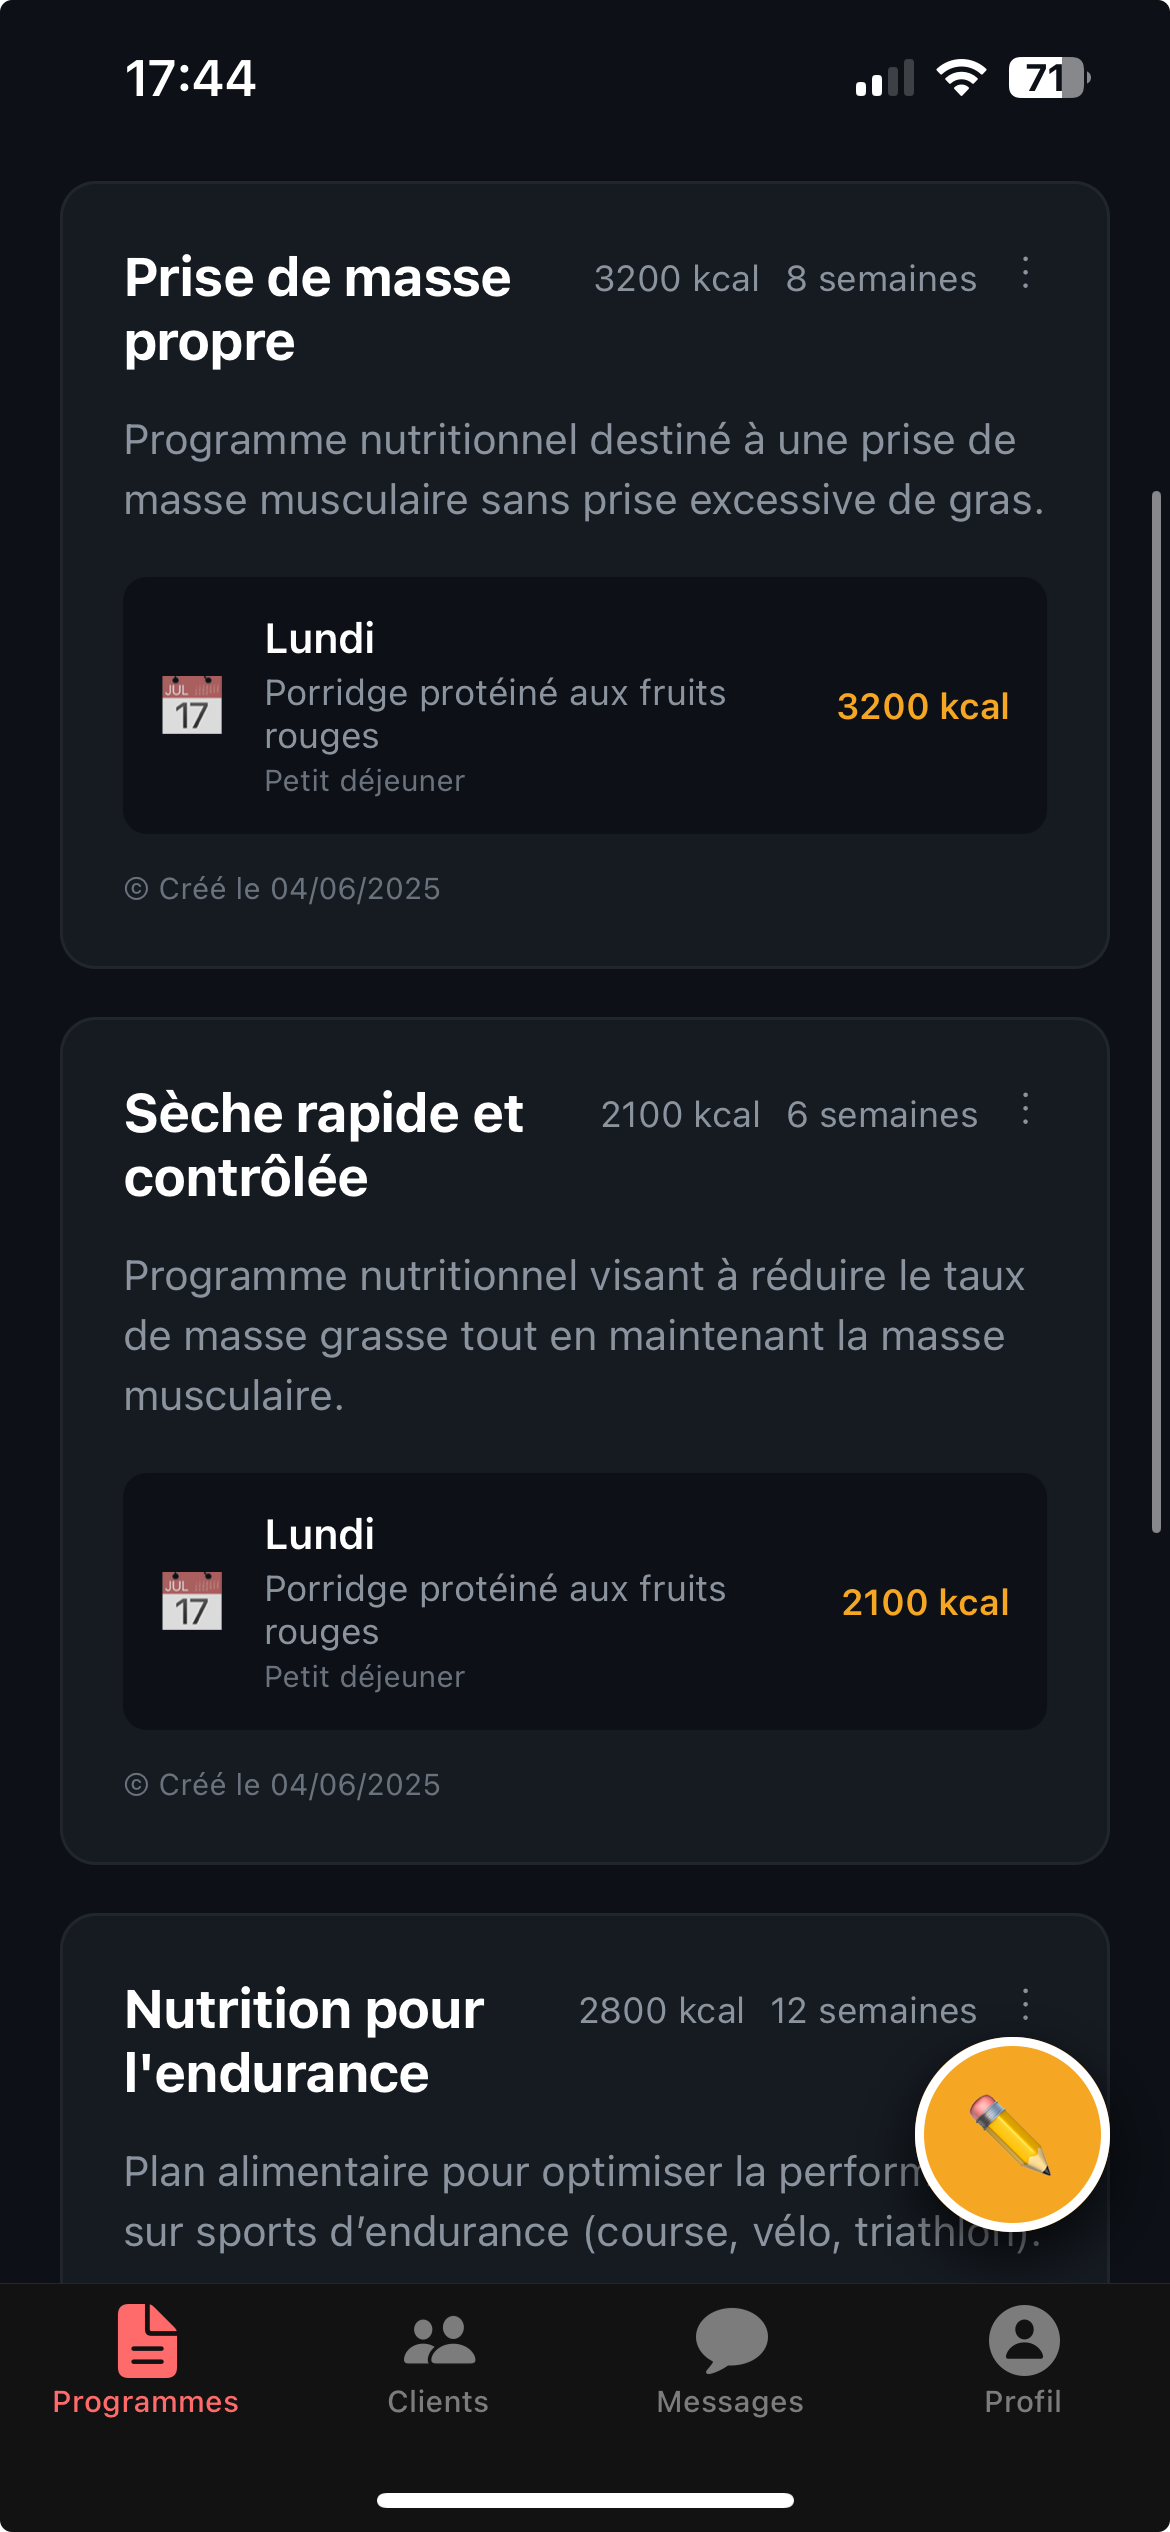 17:44
71
Prise de masse
propre
3200 kcal 8 semaines
Programme nutritionnel destiné à une prise de
masse musculaire sans prise excessive de gras.
Lundi
JUL
17
Porridge protéiné aux fruits
rouges
3200 kcal
Petit déjeuner
© Créé le 04/06/2025
Sèche rapide et
contrôlée
2100 kcal 6 semaines
Programme nutritionnel visant à réduire le taux
de masse grasse tout en maintenant la masse
musculaire.
Lundi
JUL
17
Porridge protéiné aux fruits
rouges
2100 kcal
Petit déjeuner
© Créé le 04/06/2025
Nutrition pour
l'endurance
2800 kcal 12 semaines
Plan alimentaire pour optimiser la perform
sur sports d’endurance (course, vélo, triathlon).
Programmes
Clients
Messages
Profil